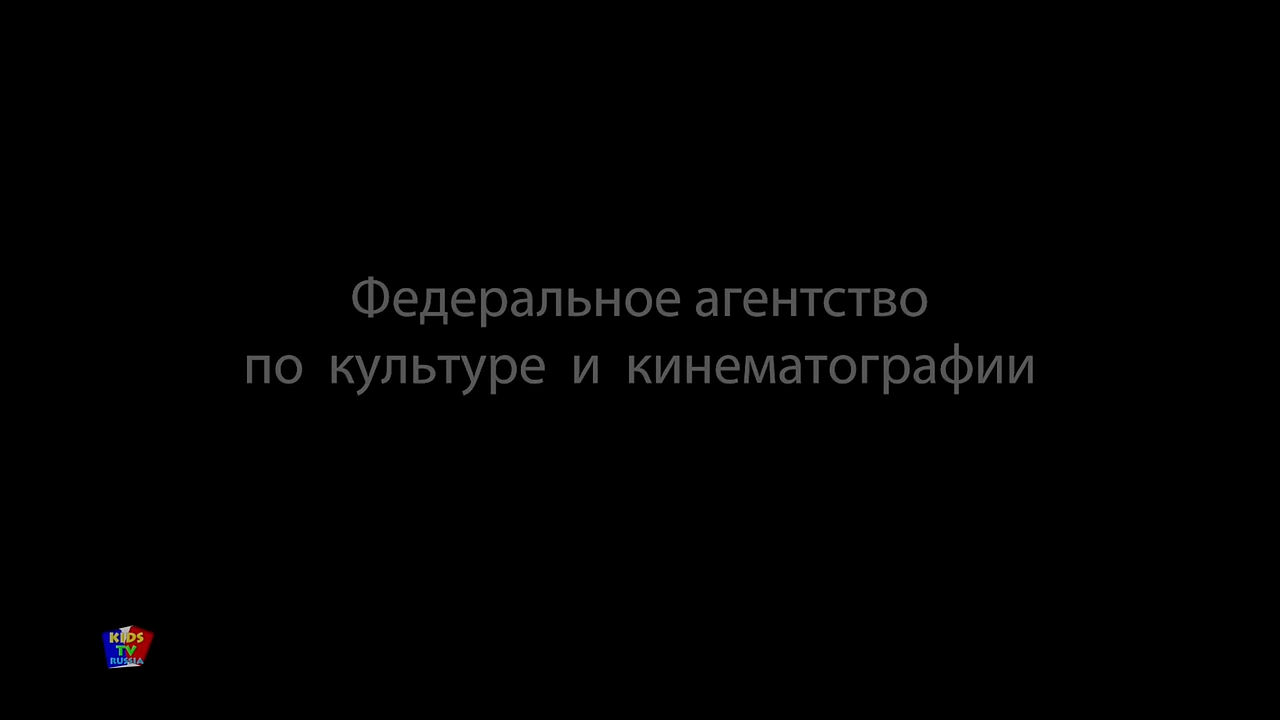 Федеральное агентство
по культуре и кинематографии
KIDS
TV
RUSSIA